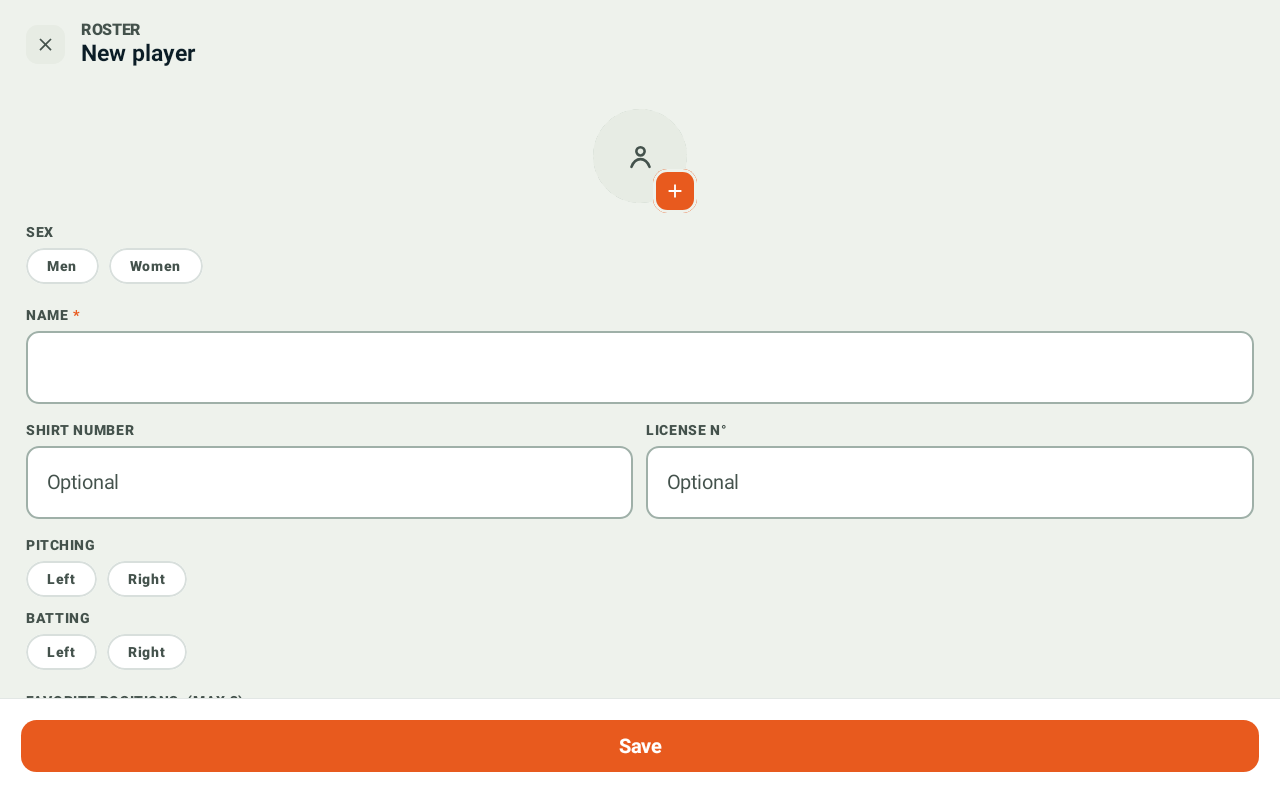 ROSTER
New player
SEX
Men Women
NAME *
SHIRT NUMBER LICENSE N°
Optional Optional
PITCHING
Left Right
BATTING
Left Right
Save